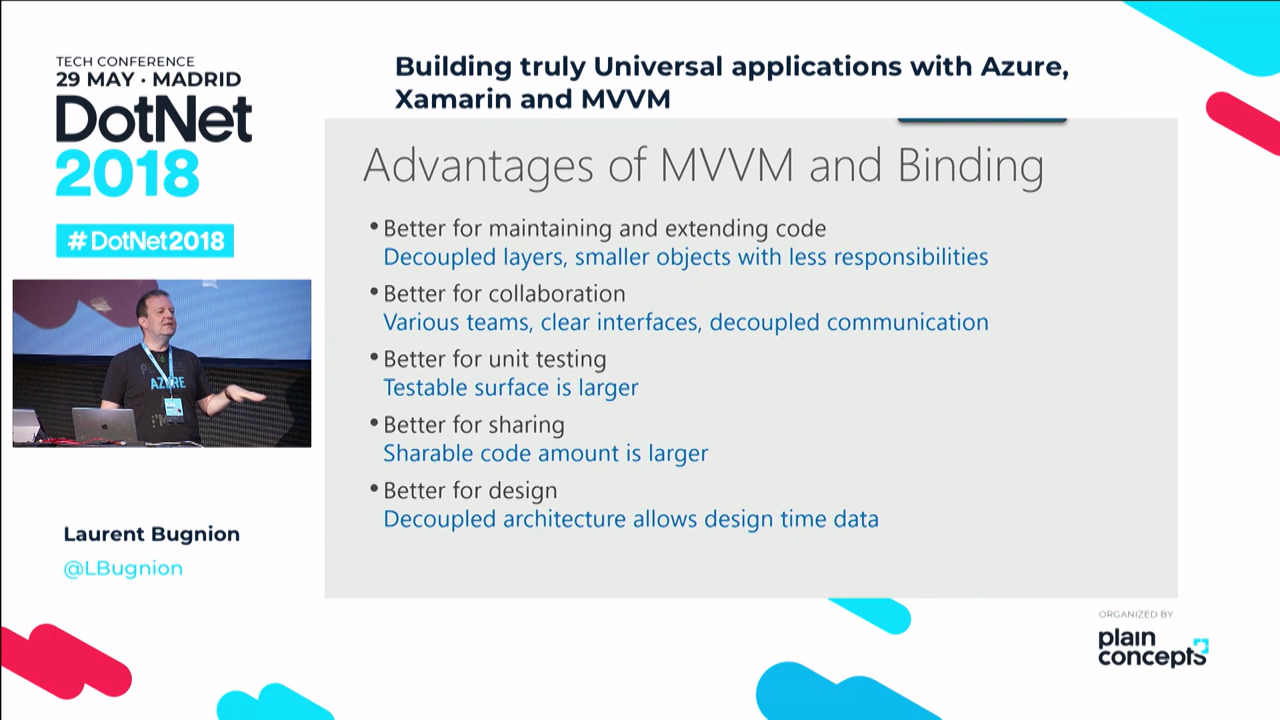 TECH CONFERENCE
29 MAY · MADRID
DotNet
2018
#DotNet2018
Building truly Universal applications with Azure,
Xamarin and MVVM
Advantages of MVVM and Binding
•Better for maintaining and extending code
Decoupled layers, smaller objects with less responsibilities
•Better for collaboration
Various teams, clear interfaces, decoupled communication
•Better for unit testing
Testable surface is larger
•Better for sharing
Sharable code amount is larger
•Better for design
Decoupled architecture allows design time data
AZURE
Laurent Bugnion
@LBugnion
ORGANIZED BY
plain
concepts